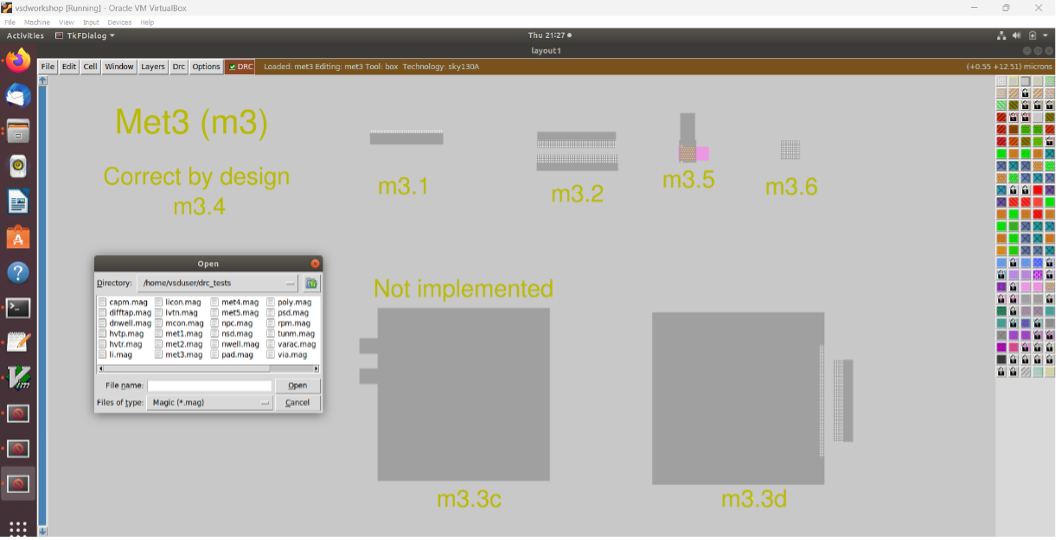 vsdworkshop [Running] - Oracle VM VirtualBox
File Machine View Input Devices Help
Activities TkFDialog Thu 21:27
layout1
File Edit Cell Window Layers Drc Options DRC Loaded: met3 Editing: met3 Tool: box Technology: sky130A (+0.55 +12.51) microns
Met3 (m3)
Correct by design
m3.4
m3.1
m3.2
m3.5
m3.6
Open
Directory: /home/vsduser/drc_tests
capm.mag licon.mag met4.mag poly.mag
difftap.mag lvtn.mag met5.mag psd.mag
dnwell.mag mcon.mag npc.mag rpm.mag
hvtp.mag met1.mag nsd.mag tunm.mag
hvtr.mag met2.mag nwell.mag varac.mag
li.mag met3.mag pad.mag via.mag
File name: Open
Files of type: Magic (*.mag) Cancel
Not implemented
m3.3c
m3.3d